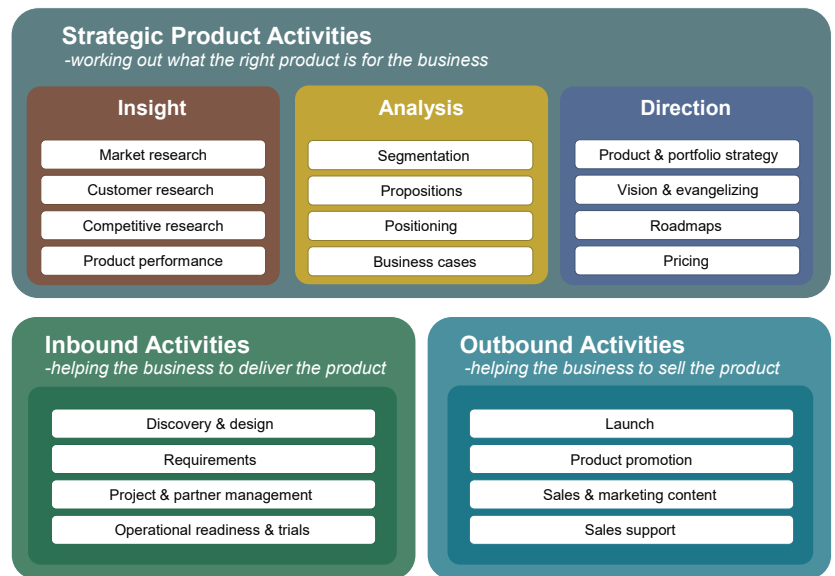 Strategic Product Activities
-working out what the right product is for the business
Insight
Market research
Customer research
Competitive research
Product performance
Analysis
Segmentation
Propositions
Positioning
Business cases
Direction
Product & portfolio strategy
Vision & evangelizing
Roadmaps
Pricing
Inbound Activities
-helping the business to deliver the product
Discovery & design
Requirements
Project & partner management
Operational readiness & trials
Outbound Activities
-helping the business to sell the product
Launch
Product promotion
Sales & marketing content
Sales support